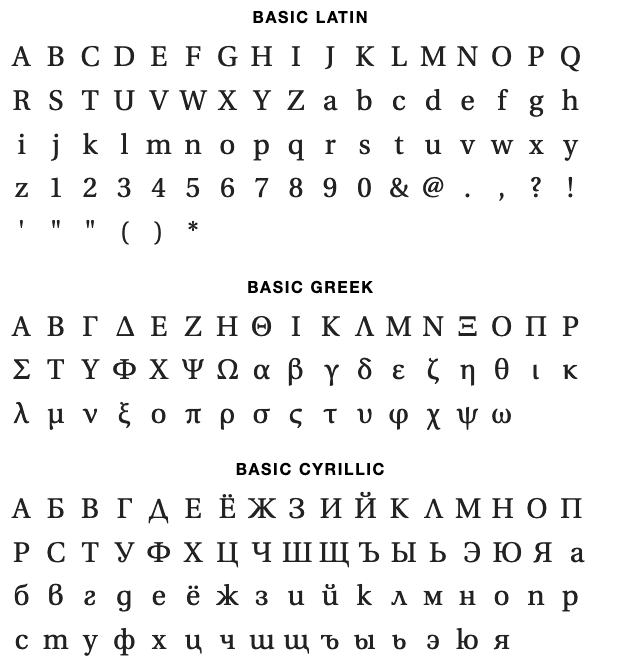 BASIC LATIN
A B C D E F G H I J K L M N O P Q
R S T U V W X Y Z a b c d e f g h
i j k l m n o p q r s t u v w x y
z 1 2 3 4 5 6 7 8 9 0 & @ . , ? !
' " " ( ) *
BASIC GREEK
Α Β Γ Δ Ε Ζ Η Θ Ι Κ Λ Μ Ν Ξ Ο Π Ρ
Σ Τ Υ Φ Χ Ψ Ω α β γ δ ε ζ η θ ι κ
λ μ ν ξ ο π ρ σ ς τ υ φ χ ψ ω
BASIC CYRILLIC
А Б В Г Д Е Ё Ж З И Й К Л М Н О П
Р С Т У Ф Х Ц Ч Ш Щ Ъ Ы Ь Э Ю Я а
б в г д е ё ж з и й k л м н о п р
с т у ф х ц ч ш щ ъ ы ь э ю я